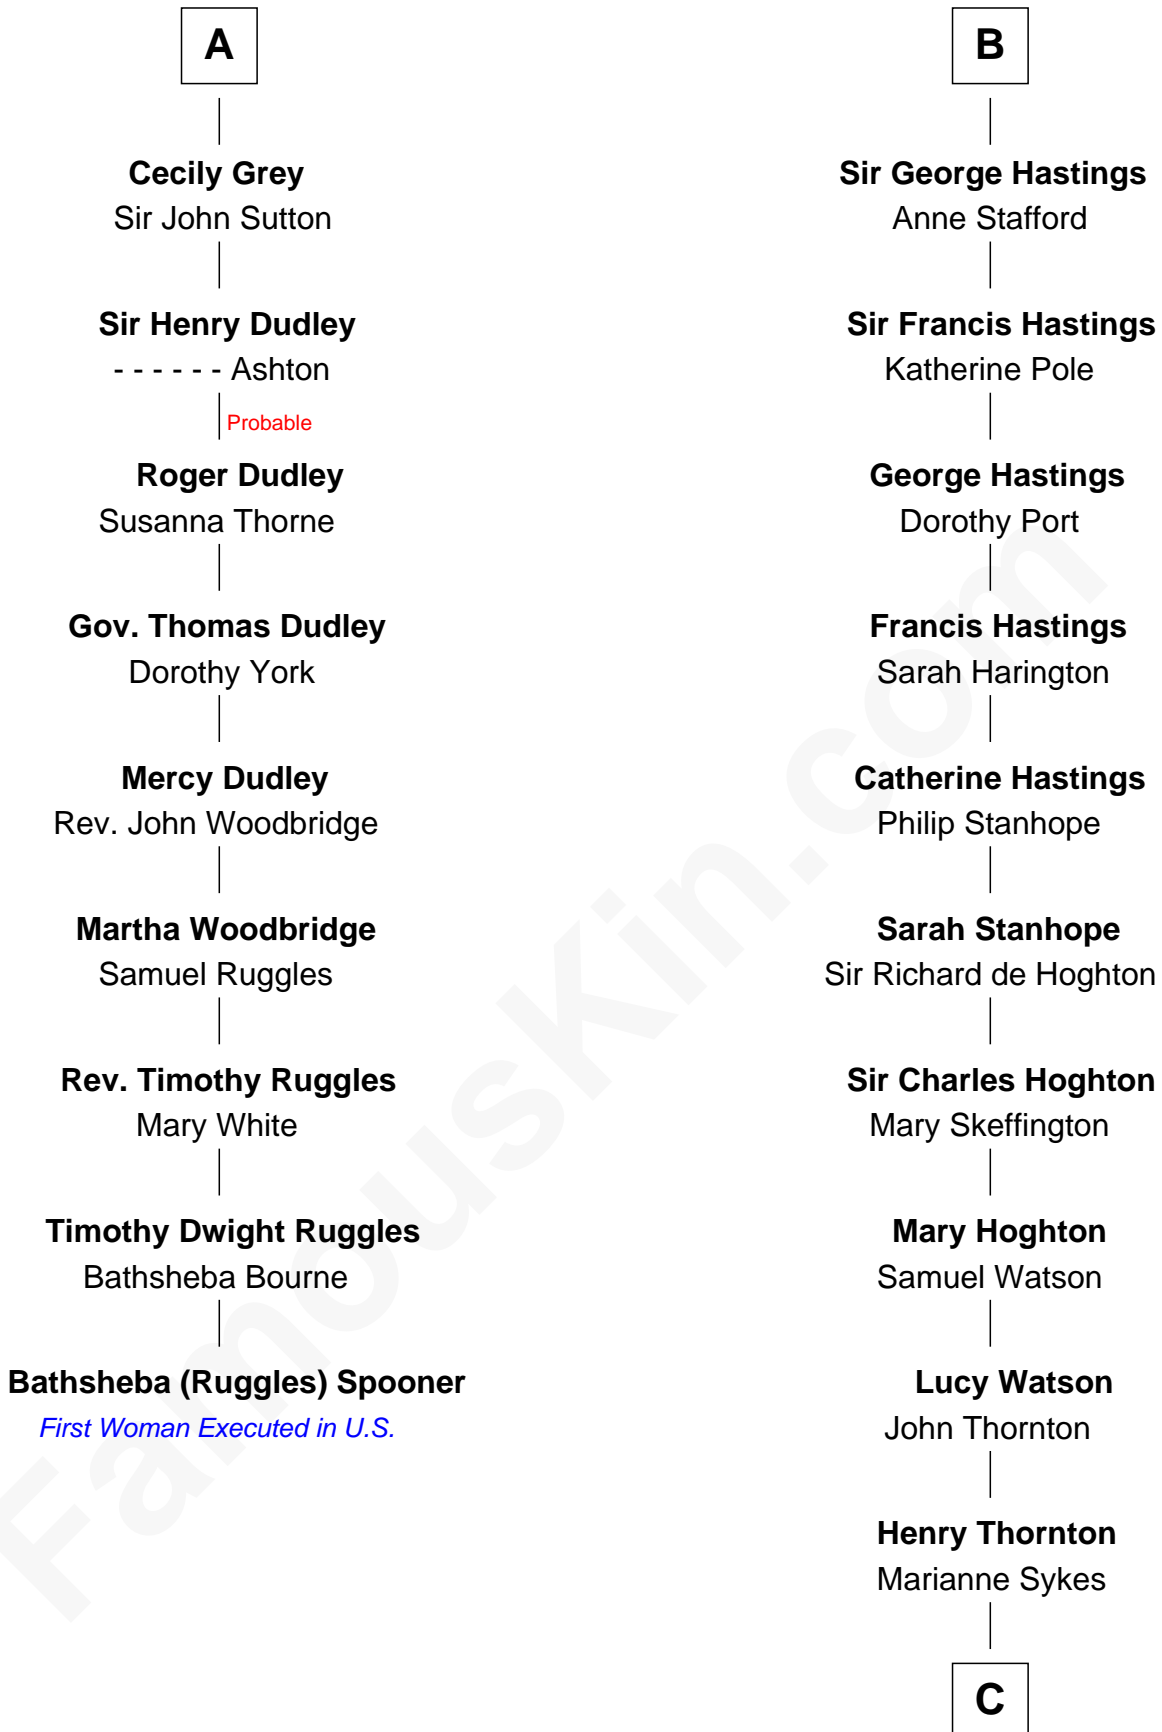 A
Cecily Grey
Sir John Sutton
Sir Henry Dudley
- - - - - - Ashton
Probable
Roger Dudley
Susanna Thorne
Gov. Thomas Dudley
Dorothy York
Mercy Dudley
Rev. John Woodbridge
Martha Woodbridge
Samuel Ruggles
Rev. Timothy Ruggles
Mary White
Timothy Dwight Ruggles
Bathsheba Bourne
Bathsheba (Ruggles) Spooner
First Woman Executed in U.S.
B
Sir George Hastings
Anne Stafford
Sir Francis Hastings
Katherine Pole
George Hastings
Dorothy Port
Francis Hastings
Sarah Harington
Catherine Hastings
Philip Stanhope
Sarah Stanhope
Sir Richard de Hoghton
Sir Charles Hoghton
Mary Skeffington
Mary Hoghton
Samuel Watson
Lucy Watson
John Thornton
Henry Thornton
Marianne Sykes
C
FamousKin.com